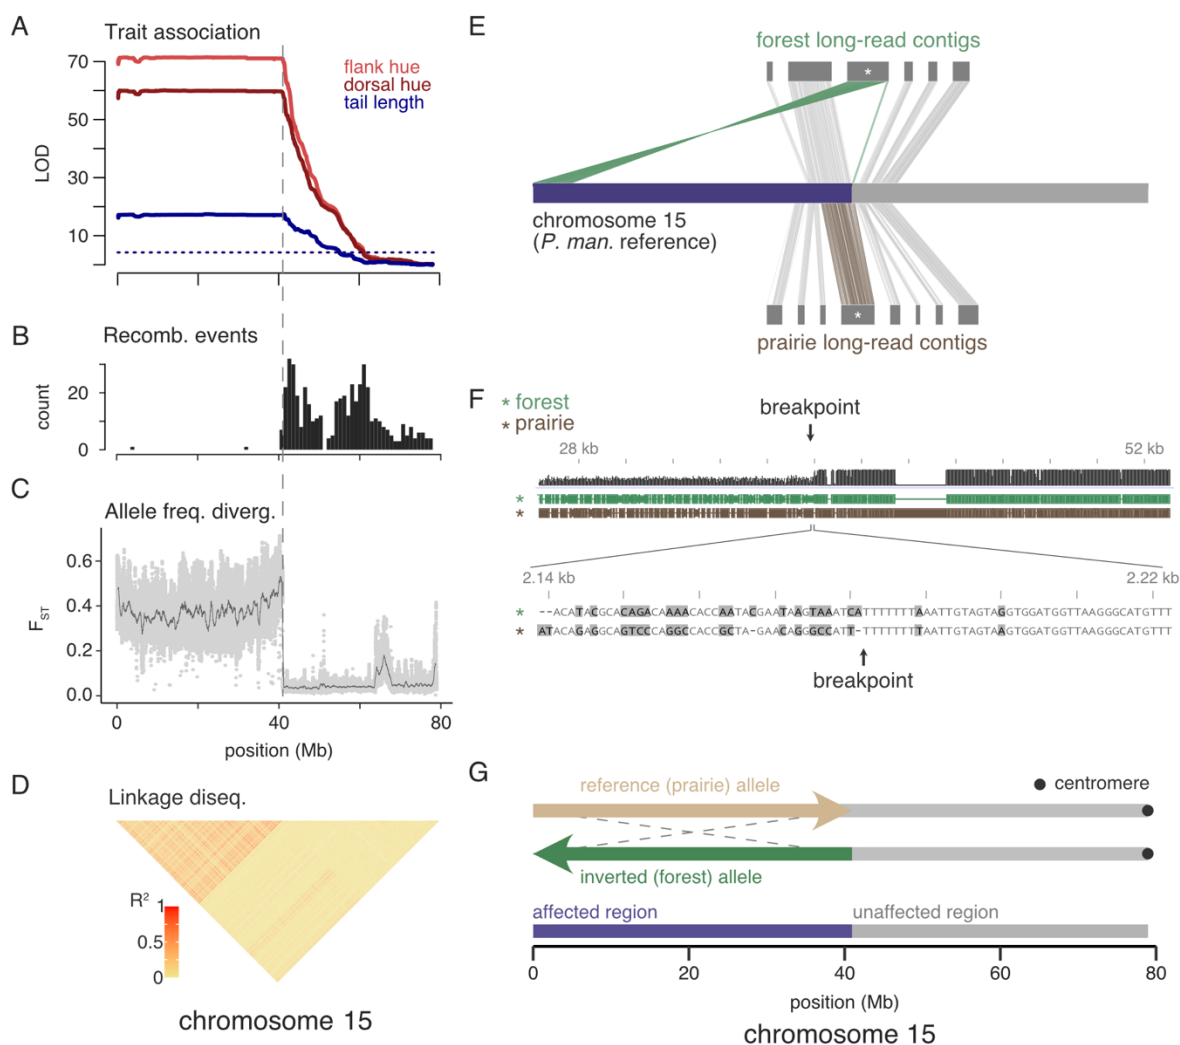 A
Trait association
flank hue
dorsal hue
tail length
70
50
30
10
LOD
B
Recomb. events
20
0
count
C
Allele freq. diverg.
0.6
0.4
0.2
0.0
FST
0
40
80
position (Mb)
D
Linkage diseq.
R²
1
0.5
0
chromosome 15
E
forest long-read contigs
*
chromosome 15
(P. man. reference)
*
prairie long-read contigs
F
* forest
* prairie
breakpoint
28 kb
52 kb
*
*
2.14 kb
2.22 kb
* --ACATACGCACAGACAAAACACCAATACGAATAAGTAAATCATTTTTTTAAATTGTAGTAGGTGGATGGTTAAGGGCATGTTT
* ATACAGAGGCAGTCCCAGGCCACCGCTA-GAACAGGGCCATT-TTTTTTTTAATTGTAGTAAGTGGATGGTTAAGGGCATGTTT
breakpoint
G
reference (prairie) allele
centromere
inverted (forest) allele
affected region
unaffected region
0
20
40
60
80
position (Mb)
chromosome 15